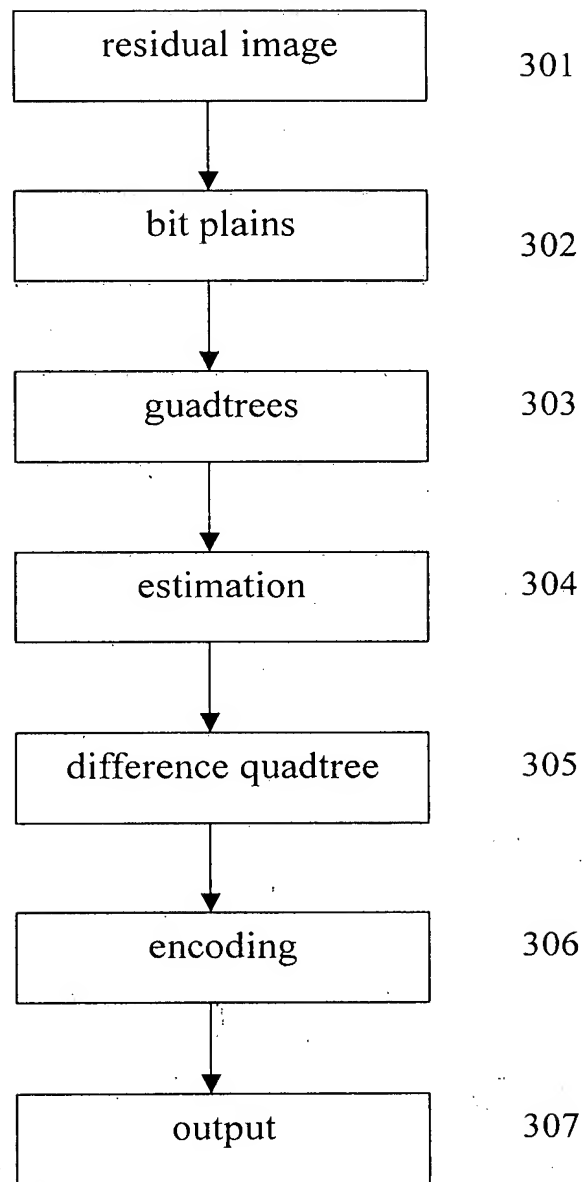 residual image 301
bit plains 302
guadtrees 303
estimation 304
difference quadtree 305
encoding 306
output 307